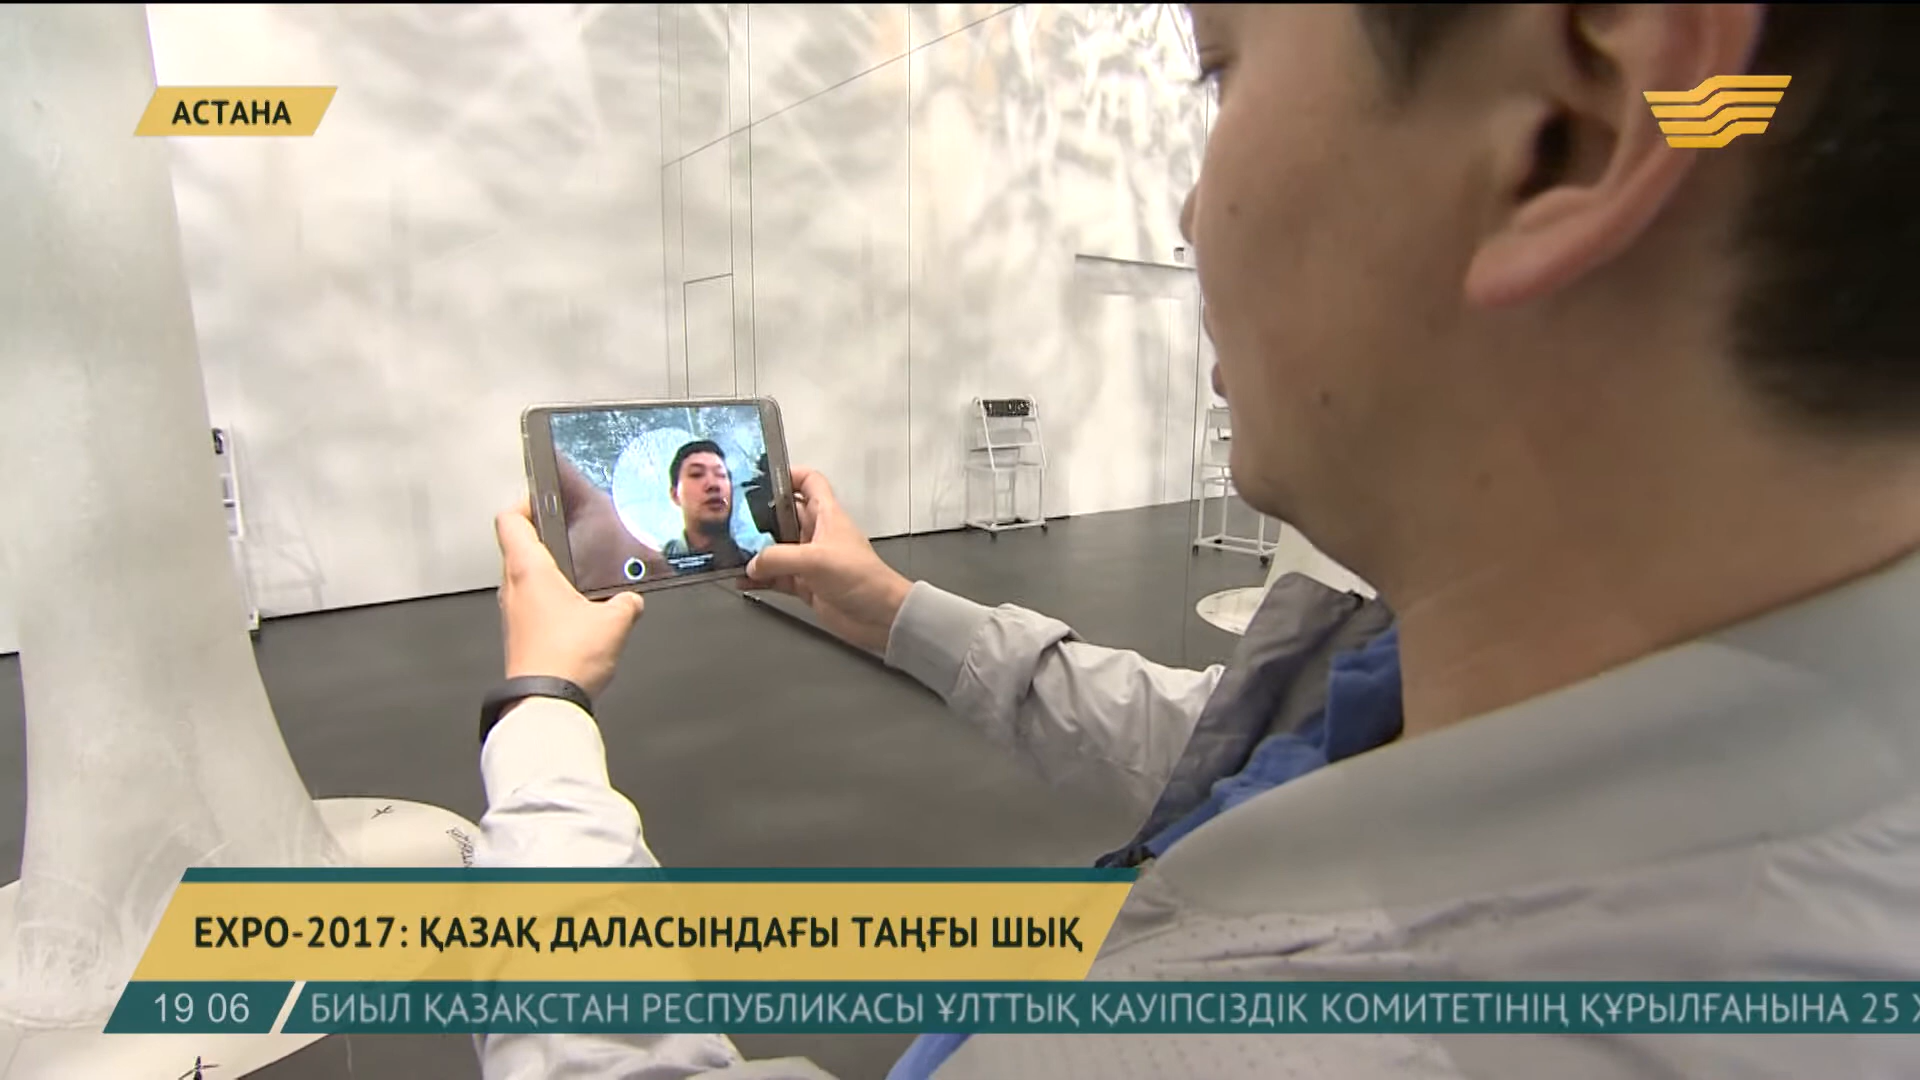 АСТАНА
EXPO-2017: ҚАЗАҚ ДАЛАСЫНДАҒЫ ТАҢҒЫ ШЫҚ
19 06
БИЫЛ ҚАЗАҚСТАН РЕСПУБЛИКАСЫ ҰЛТТЫҚ ҚАУІПСІЗДІК КОМИТЕТІНІҢ ҚҰРЫЛҒАНЫНА 25